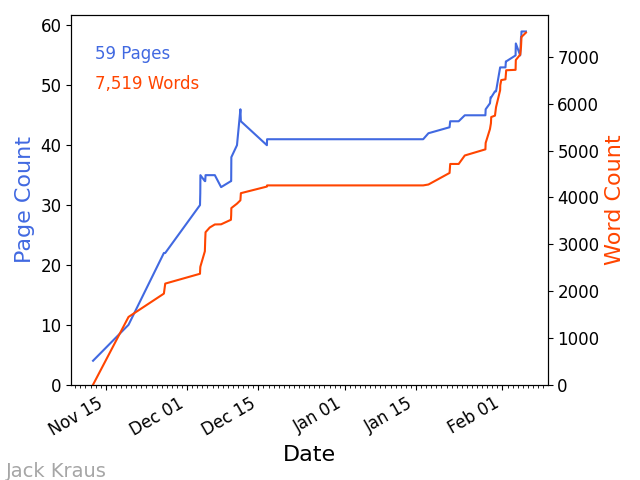 60
50
40
30
20
10
0
Page Count
59 Pages
7,519 Words
7000
6000
5000
4000
3000
2000
1000
0
Word Count
Nov 15
Dec 01
Dec 15
Jan 01
Jan 15
Feb 01
Date
Jack Kraus